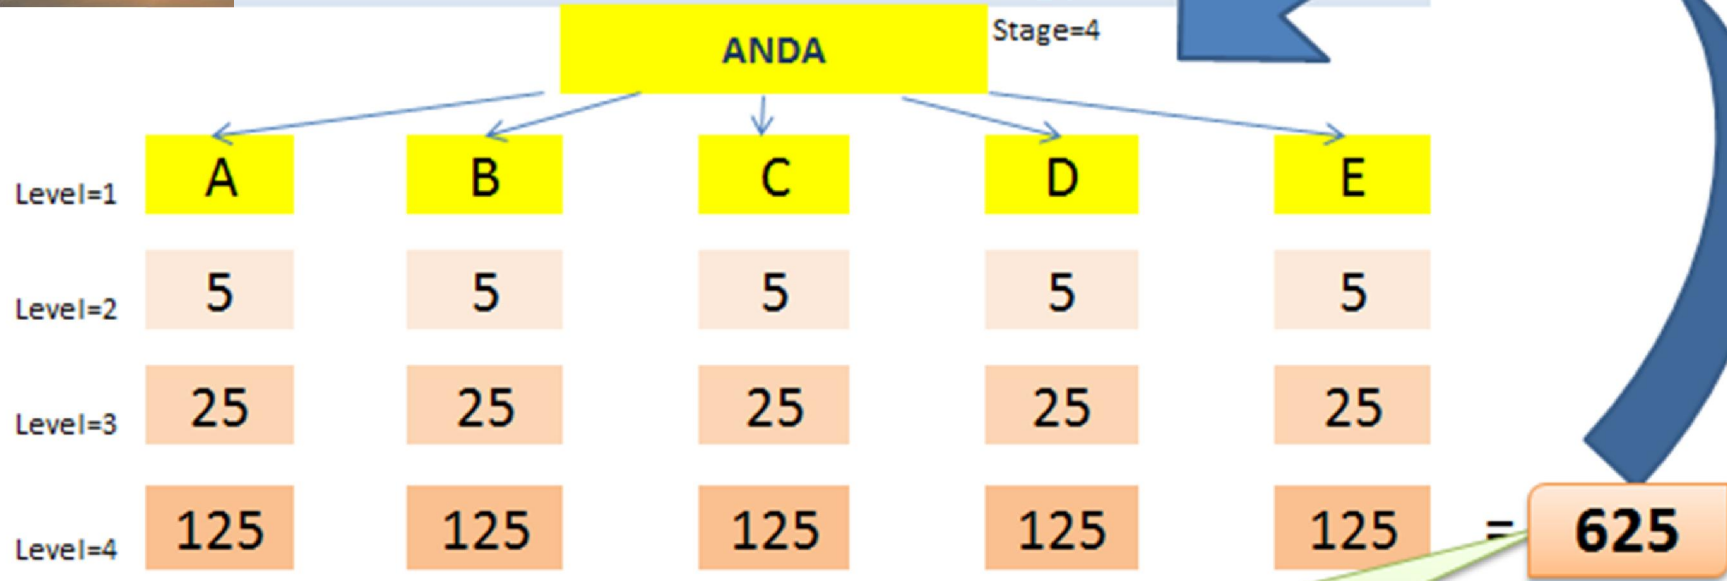 ANDA Stage=4
Level=1 A B C D E
Level=2 5 5 5 5 5
Level=3 25 25 25 25 25
Level=4 125 125 125 125 125 = 625